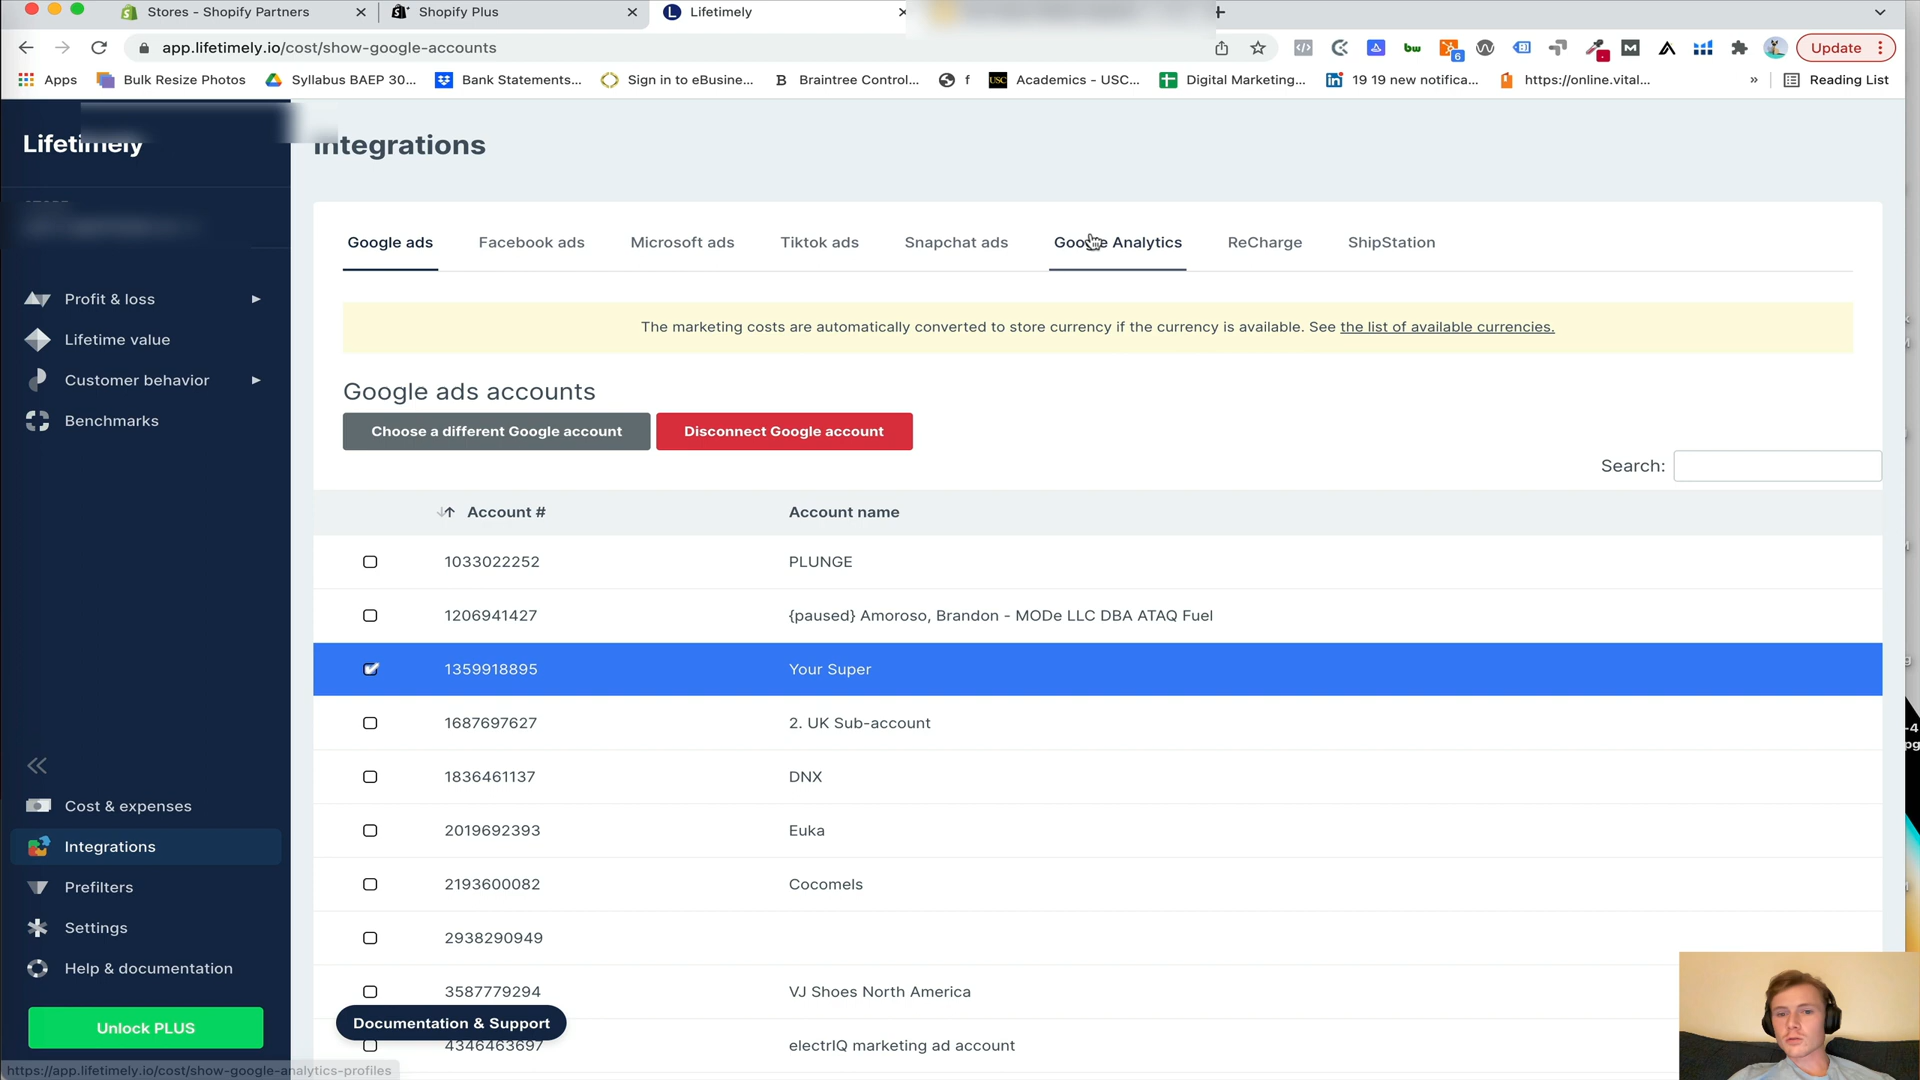 Stores - Shopify Partners
Shopify Plus
Lifetimely
app.lifetimely.io/cost/show-google-accounts
Update
Apps
Bulk Resize Photos
Syllabus BAEP 30...
Bank Statements...
Sign in to eBusine...
Braintree Control...
f
Academics - USC...
Digital Marketing...
19 19 new notifica...
https://online.vital...
»
Reading List
Lifetimely
Integrations
Profit & loss
Lifetime value
Customer behavior
Benchmarks
Cost & expenses
Integrations
Prefilters
Settings
Help & documentation
Unlock PLUS
Google ads
Facebook ads
Microsoft ads
Tiktok ads
Snapchat ads
Google Analytics
ReCharge
ShipStation
The marketing costs are automatically converted to store currency if the currency is available. See the list of available currencies.
Google ads accounts
Choose a different Google account
Disconnect Google account
Search:
Account # Account name
1033022252 PLUNGE
1206941427 {paused} Amoroso, Brandon - MODe LLC DBA ATAQ Fuel
1359918895 Your Super
1687697627 2. UK Sub-account
1836461137 DNX
2019692393 Euka
2193600082 Cocomels
2938290949
3587779294 VJ Shoes North America
4346463697 electrIQ marketing ad account
Documentation & Support
https://app.lifetimely.io/cost/show-google-analytics-profiles